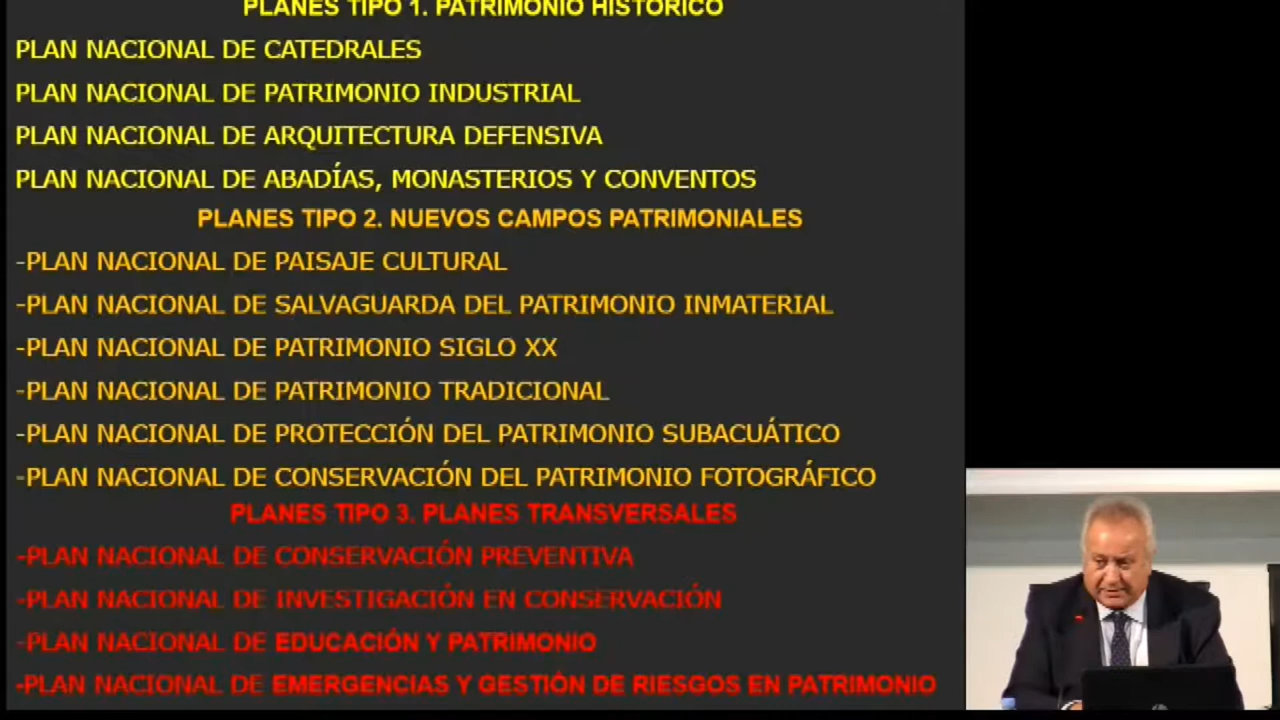 PLANES TIPO 1. PATRIMONIO HISTÓRICO
PLAN NACIONAL DE CATEDRALES
PLAN NACIONAL DE PATRIMONIO INDUSTRIAL
PLAN NACIONAL DE ARQUITECTURA DEFENSIVA
PLAN NACIONAL DE ABADÍAS, MONASTERIOS Y CONVENTOS
PLANES TIPO 2. NUEVOS CAMPOS PATRIMONIALES
-PLAN NACIONAL DE PAISAJE CULTURAL
-PLAN NACIONAL DE SALVAGUARDA DEL PATRIMONIO INMATERIAL
-PLAN NACIONAL DE PATRIMONIO SIGLO XX
-PLAN NACIONAL DE PATRIMONIO TRADICIONAL
-PLAN NACIONAL DE PROTECCIÓN DEL PATRIMONIO SUBACUÁTICO
-PLAN NACIONAL DE CONSERVACIÓN DEL PATRIMONIO FOTOGRÁFICO
PLANES TIPO 3. PLANES TRANSVERSALES
-PLAN NACIONAL DE CONSERVACIÓN PREVENTIVA
-PLAN NACIONAL DE INVESTIGACIÓN EN CONSERVACIÓN
-PLAN NACIONAL DE EDUCACIÓN Y PATRIMONIO
-PLAN NACIONAL DE EMERGENCIAS Y GESTIÓN DE RIESGOS EN PATRIMONIO